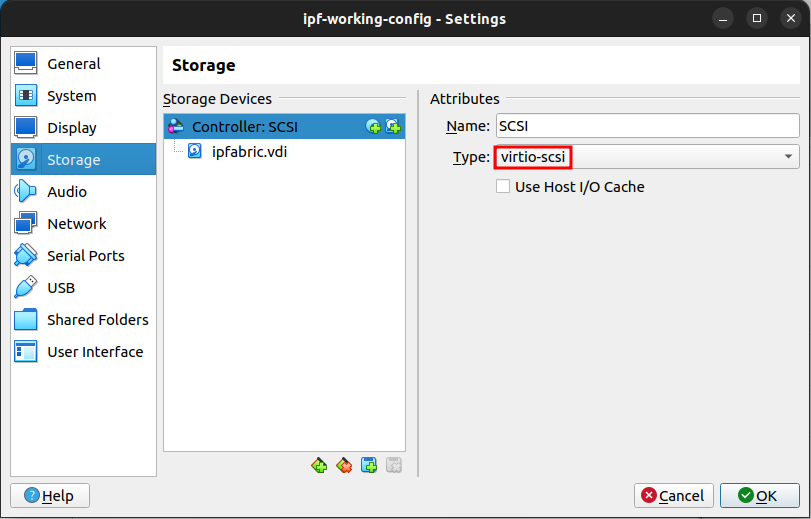 ipf-working-config - Settings
General
System
Display
Storage
Audio
Network
Serial Ports
USB
Shared Folders
User Interface
Storage
Storage Devices
Controller: SCSI
ipfabric.vdi
Attributes
Name: SCSI
Type: virtio-scsi
Use Host I/O Cache
Help
Cancel
OK